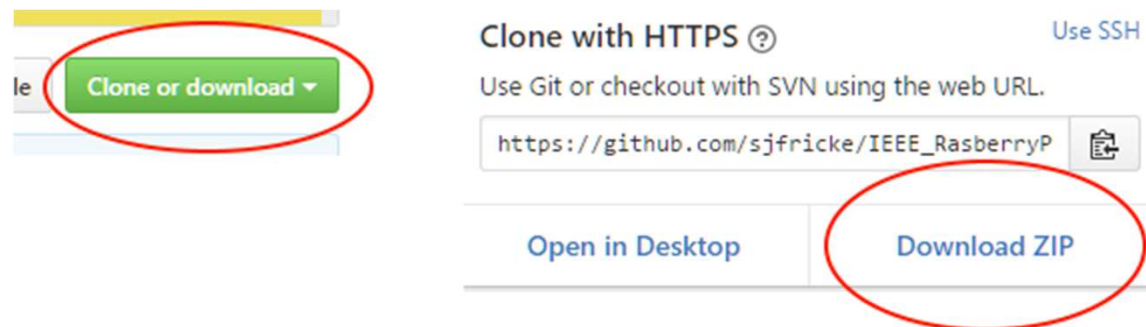 le
Clone or download
Clone with HTTPS
Use SSH
Use Git or checkout with SVN using the web URL.
https://github.com/sjfricke/IEEE_RasberryP
Open in Desktop
Download ZIP